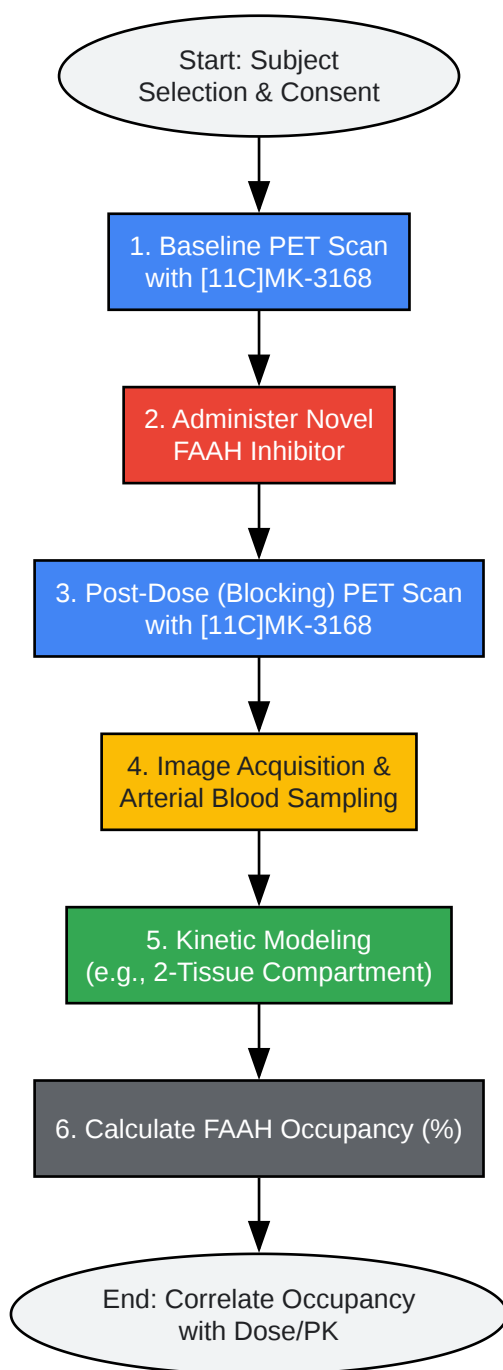 Start: Subject
Selection & Consent
1. Baseline PET Scan
with [11C]MK-3168
2. Administer Novel
FAAH Inhibitor
3. Post-Dose (Blocking) PET Scan
with [11C]MK-3168
4. Image Acquisition &
Arterial Blood Sampling
5. Kinetic Modeling
(e.g., 2-Tissue Compartment)
6. Calculate FAAH Occupancy (%)
End: Correlate Occupancy
with Dose/PK